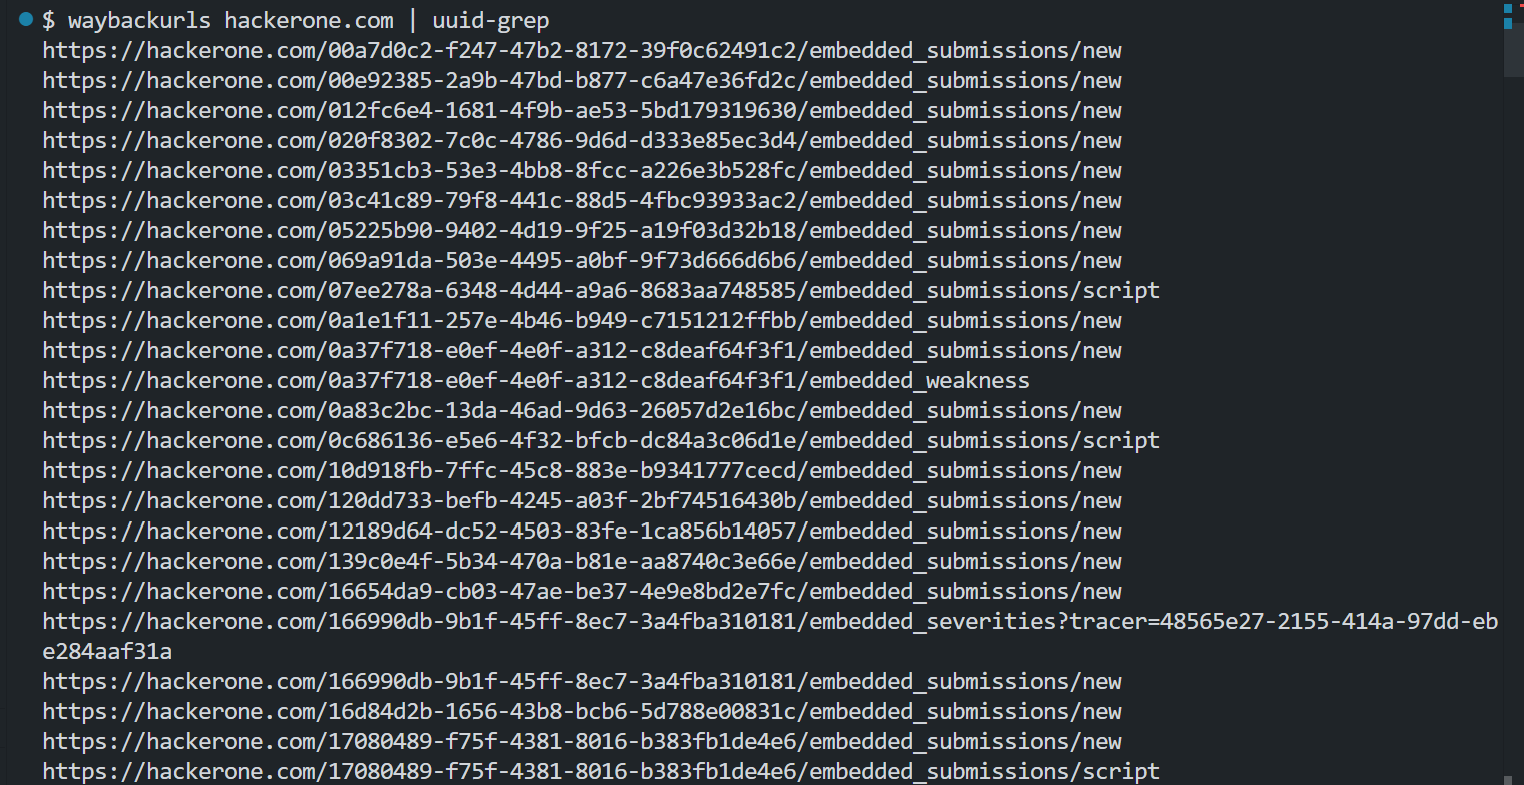 $ waybackurls hackerone.com | uuid-grep
https://hackerone.com/00a7d0c2-f247-47b2-8172-39f0c62491c2/embedded_submissions/new
https://hackerone.com/00e92385-2a9b-47bd-b877-c6a47e36fd2c/embedded_submissions/new
https://hackerone.com/012fc6e4-1681-4f9b-ae53-5bd179319630/embedded_submissions/new
https://hackerone.com/020f8302-7c0c-4786-9d6d-d333e85ec3d4/embedded_submissions/new
https://hackerone.com/03351cb3-53e3-4bb8-8fcc-a226e3b528fc/embedded_submissions/new
https://hackerone.com/03c41c89-79f8-441c-88d5-4fbc93933ac2/embedded_submissions/new
https://hackerone.com/05225b90-9402-4d19-9f25-a19f03d32b18/embedded_submissions/new
https://hackerone.com/069a91da-503e-4495-a0bf-9f73d666d6b6/embedded_submissions/new
https://hackerone.com/07ee278a-6348-4d44-a9a6-8683aa748585/embedded_submissions/script
https://hackerone.com/0a1e1f11-257e-4b46-b949-c7151212ffbb/embedded_submissions/new
https://hackerone.com/0a37f718-e0ef-4e0f-a312-c8deaf64f3f1/embedded_submissions/new
https://hackerone.com/0a37f718-e0ef-4e0f-a312-c8deaf64f3f1/embedded_weakness
https://hackerone.com/0a83c2bc-13da-46ad-9d63-26057d2e16bc/embedded_submissions/new
https://hackerone.com/0c686136-e5e6-4f32-bfcb-dc84a3c06d1e/embedded_submissions/script
https://hackerone.com/10d918fb-7ffc-45c8-883e-b9341777cecd/embedded_submissions/new
https://hackerone.com/120dd733-befb-4245-a03f-2bf74516430b/embedded_submissions/new
https://hackerone.com/12189d64-dc52-4503-83fe-1ca856b14057/embedded_submissions/new
https://hackerone.com/139c0e4f-5b34-470a-b81e-aa8740c3e66e/embedded_submissions/new
https://hackerone.com/16654da9-cb03-47ae-be37-4e9e8bd2e7fc/embedded_submissions/new
https://hackerone.com/166990db-9b1f-45ff-8ec7-3a4fba310181/embedded_severities?tracer=48565e27-2155-414a-97dd-eb
e284aaf31a
https://hackerone.com/166990db-9b1f-45ff-8ec7-3a4fba310181/embedded_submissions/new
https://hackerone.com/16d84d2b-1656-43b8-bcb6-5d788e00831c/embedded_submissions/new
https://hackerone.com/17080489-f75f-4381-8016-b383fb1de4e6/embedded_submissions/new
https://hackerone.com/17080489-f75f-4381-8016-b383fb1de4e6/embedded_submissions/script